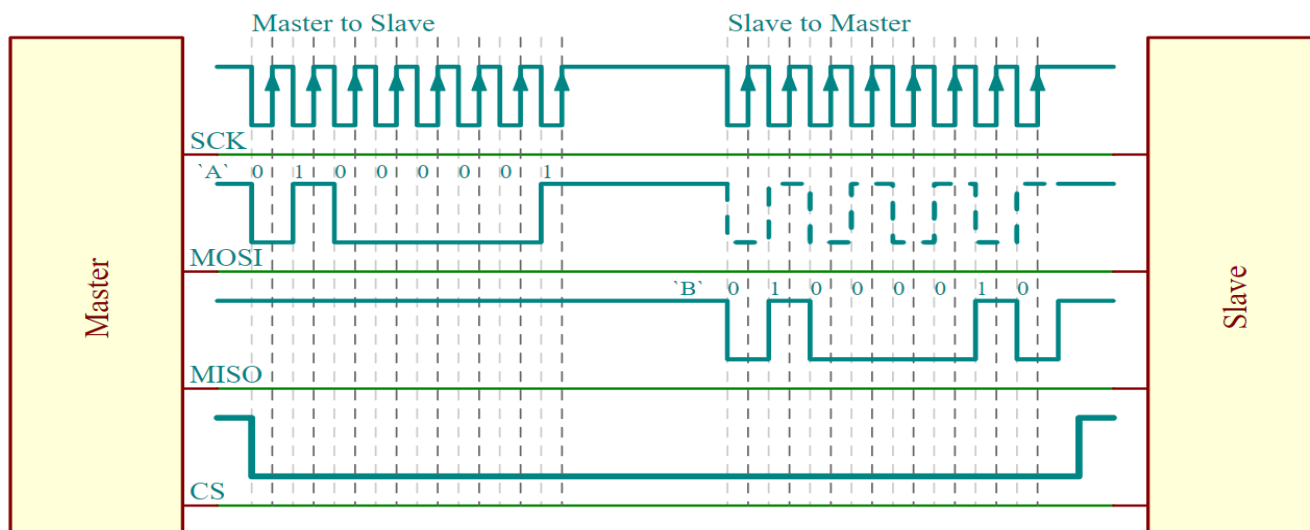 Master to Slave
Slave to Master
SCK
`A` 0 1 0 0 0 0 0 1
MOSI
`B` 0 1 0 0 0 0 1 0
MISO
CS
Master
Slave